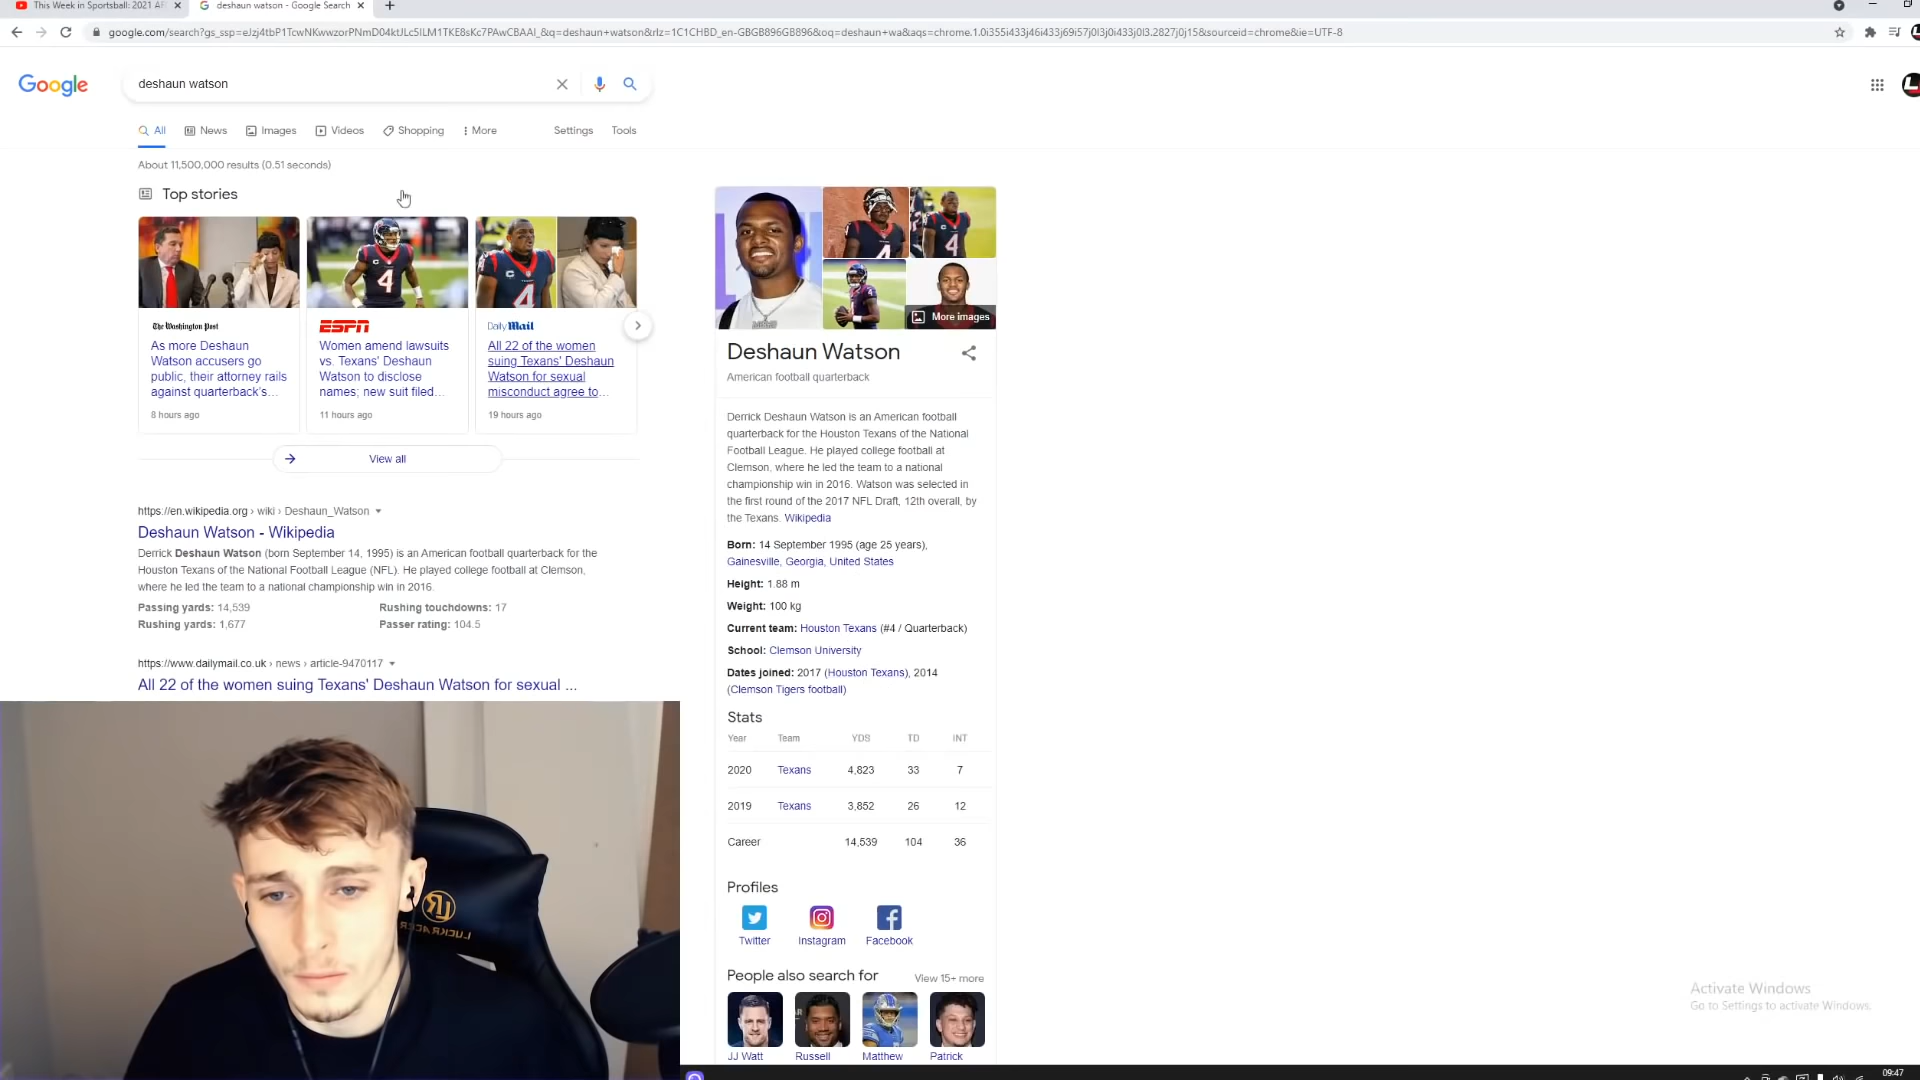 This Week in Sportsball: 2021 AF
deshaun watson - Google Search
google.com/search?gs_ssp=eJzj4tbP1TcwNKwwzorPNmD04ktJLc5ILM1TKE8sKc7PAwCBAAl_&q=deshaun+watson&rlz=1C1CHBD_en-GBGB896GB896&oq=deshaun+wa&aqs=chrome.1.0i355i433j46i433j69i57j0l3j0i433j0l3.2827j0j15&sourceid=chrome&ie=UTF-8
Google
deshaun watson
All
News
Images
Videos
Shopping
More
Settings
Tools
About 11,500,000 results (0.51 seconds)
Top stories
The Washington Post
As more Deshaun
Watson accusers go
public, their attorney rails
against quarterback's...
8 hours ago
ESPN
Women amend lawsuits
vs. Texans' Deshaun
Watson to disclose
names; new suit filed...
11 hours ago
Daily Mail
All 22 of the women
suing Texans' Deshaun
Watson for sexual
misconduct agree to...
19 hours ago
View all
https://en.wikipedia.org › wiki › Deshaun_Watson
Deshaun Watson - Wikipedia
Derrick Deshaun Watson (born September 14, 1995) is an American football quarterback for the
Houston Texans of the National Football League (NFL). He played college football at Clemson,
where he led the team to a national championship win in 2016.
Passing yards: 14,539
Rushing touchdowns: 17
Rushing yards: 1,677
Passer rating: 104.5
https://www.dailymail.co.uk › news › article-9470117
All 22 of the women suing Texans' Deshaun Watson for sexual ...
More images
Deshaun Watson
American football quarterback
Derrick Deshaun Watson is an American football
quarterback for the Houston Texans of the National
Football League. He played college football at
Clemson, where he led the team to a national
championship win in 2016. Watson was selected in
the first round of the 2017 NFL Draft, 12th overall, by
the Texans. Wikipedia
Born: 14 September 1995 (age 25 years),
Gainesville, Georgia, United States
Height: 1.88 m
Weight: 100 kg
Current team: Houston Texans (#4 / Quarterback)
School: Clemson University
Dates joined: 2017 (Houston Texans), 2014
(Clemson Tigers football)
Stats
Year Team YDS TD INT
2020 Texans 4,823 33 7
2019 Texans 3,852 26 12
Career 14,539 104 36
Profiles
Twitter
Instagram
Facebook
People also search for
View 15+ more
JJ Watt
Russell
Matthew
Patrick
Activate Windows
Go to Settings to activate Windows.
09:47